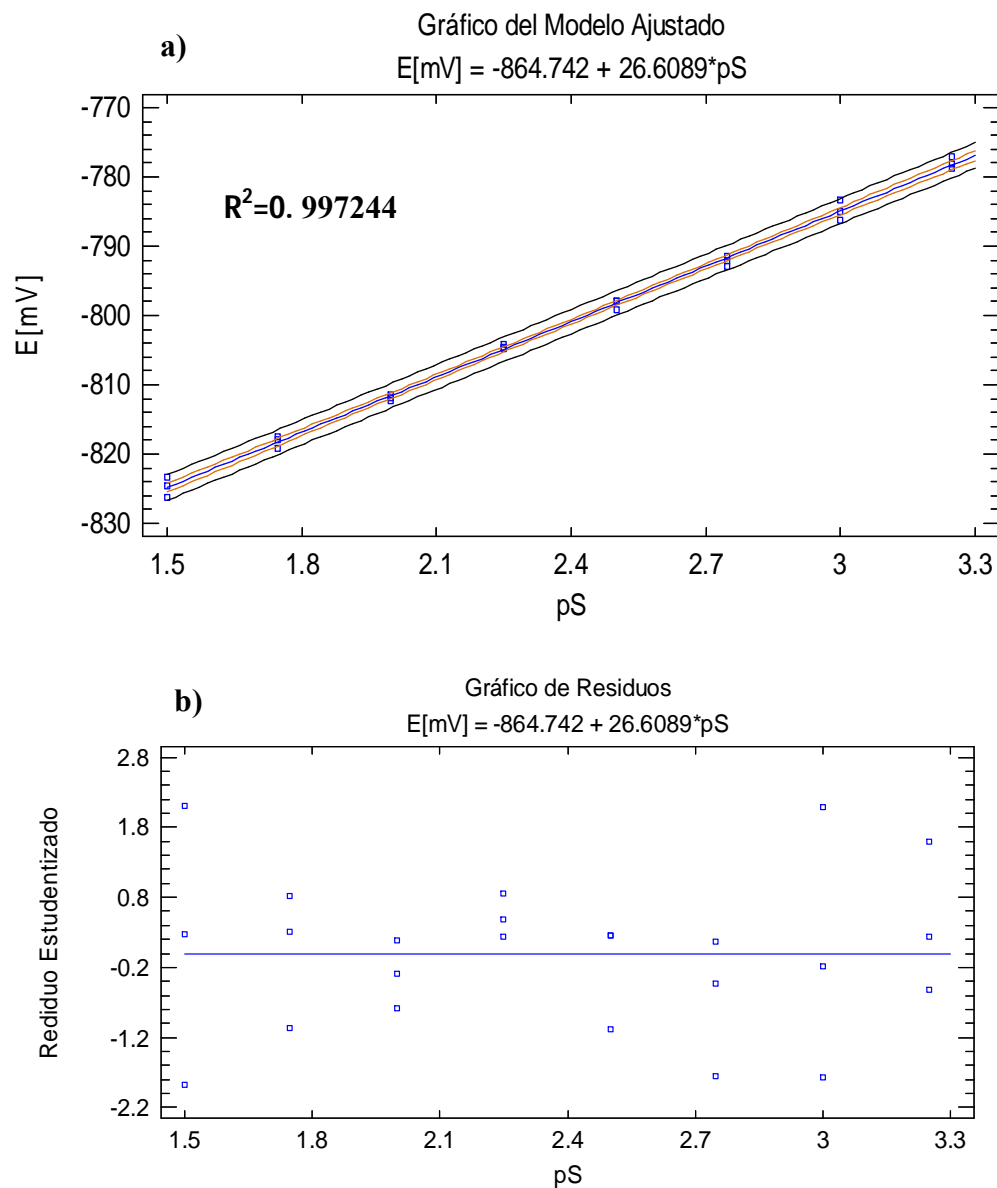 a)
Gráfico del Modelo Ajustado
E[mV] = -864.742 + 26.6089*pS
R²=0. 997244
E[mV]
-770
-780
-790
-800
-810
-820
-830
1.5 1.8 2.1 2.4 2.7 3 3.3
pS
b)
Gráfico de Residuos
E[mV] = -864.742 + 26.6089*pS
Rediduo Estudentizado
2.8
1.8
0.8
-0.2
-1.2
-2.2
1.5 1.8 2.1 2.4 2.7 3 3.3
pS